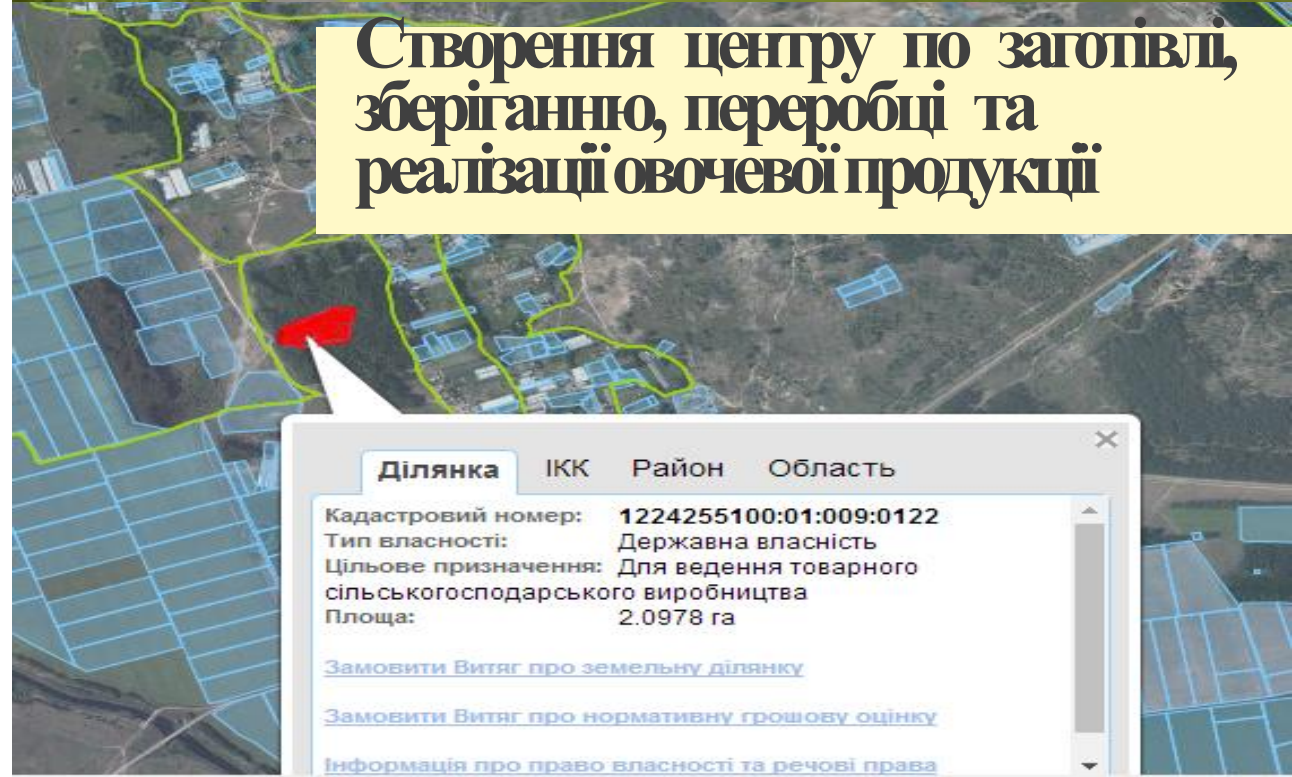 Створення центру по заготівлі,
зберіганню, переробці та
реалізації овочевої продукції
Ділянка ІКК Район Область
Кадастровий номер: 1224255100:01:009:0122
Тип власності: Державна власність
Цільове призначення: Для ведення товарного
сільськогосподарського виробництва
Площа: 2.0978 га
Замовити Витяг про земельну ділянку
Замовити Витяг про нормативну грошову оцінку
Інформація про право власності та речові права